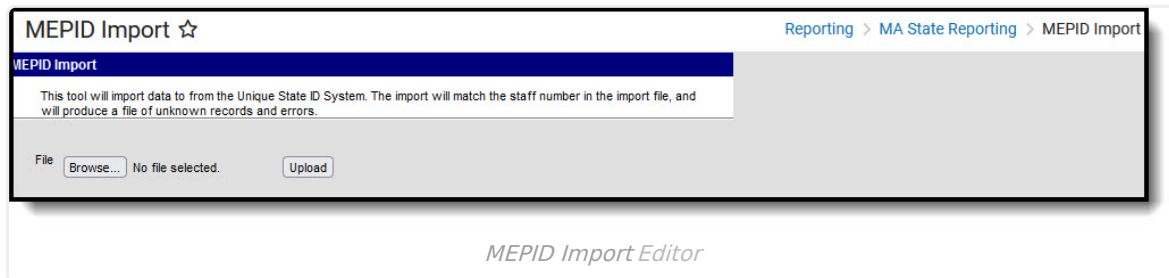 MEPID Import ☆
Reporting > MA State Reporting > MEPID Import
MEPID Import
This tool will import data to from the Unique State ID System. The import will match the staff number in the import file, and
will produce a file of unknown records and errors.
File Browse... No file selected. Upload
MEPID Import Editor